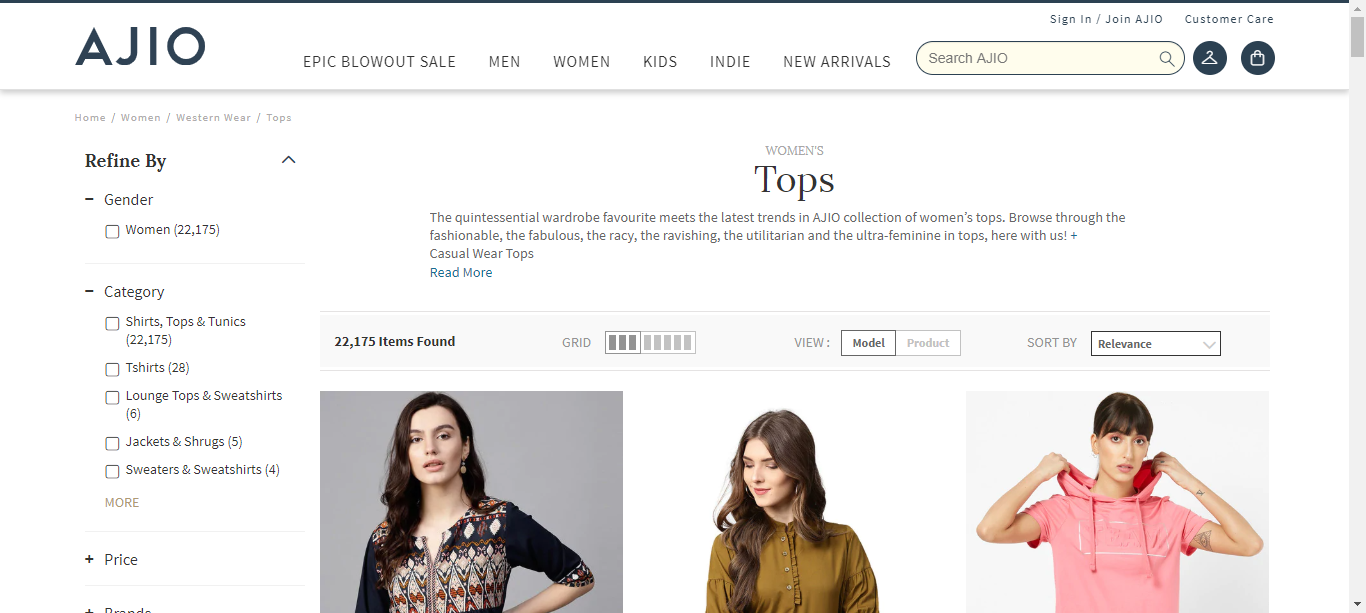 Sign In / Join AJIO Customer Care
AJIO
EPIC BLOWOUT SALE MEN WOMEN KIDS INDIE NEW ARRIVALS
Search AJIO
Home / Women / Western Wear / Tops
Refine By
Gender
Women (22,175)
Category
Shirts, Tops & Tunics
(22,175)
Tshirts (28)
Lounge Tops & Sweatshirts
(6)
Jackets & Shrugs (5)
Sweaters & Sweatshirts (4)
MORE
Price
Brands
WOMEN'S
Tops
The quintessential wardrobe favourite meets the latest trends in AJIO collection of women’s tops. Browse through the
fashionable, the fabulous, the racy, the ravishing, the utilitarian and the ultra-feminine in tops, here with us! +
Casual Wear Tops
Read More
22,175 Items Found GRID VIEW : Model Product SORT BY Relevance